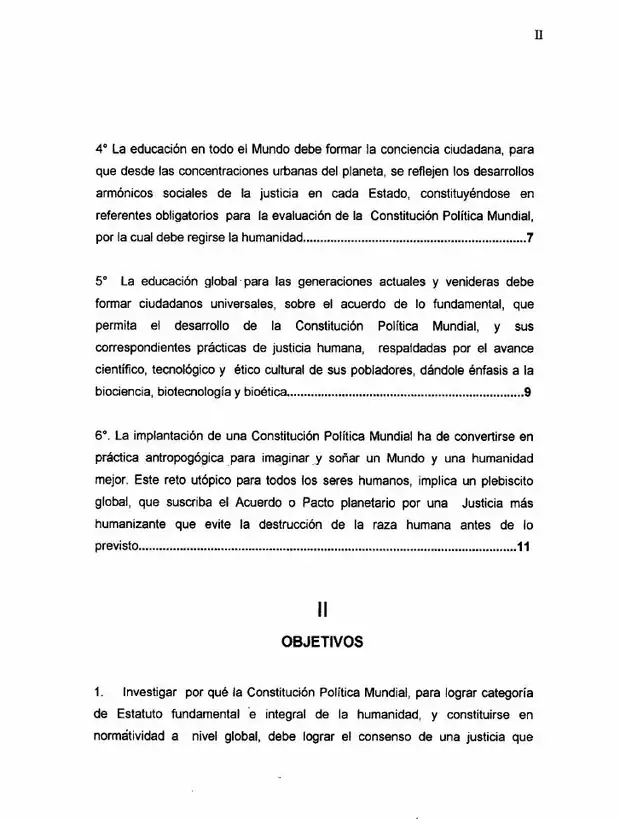 II
4° La educación en todo el Mundo debe formar la conciencia ciudadana, para
que desde las concentraciones urbanas del planeta, se reflejen los desarrollos
armónicos sociales de la justicia en cada Estado, constituyéndose en
referentes obligatorios para la evaluación de la Constitución Política Mundial,
por la cual debe regirse la humanidad.................................................................7
5° La educación global para las generaciones actuales y venideras debe
formar ciudadanos universales, sobre el acuerdo de lo fundamental, que
permita el desarrollo de la Constitución Política Mundial, y sus
correspondientes prácticas de justicia humana, respaldadas por el avance
científico, tecnológico y ético cultural de sus pobladores, dándole énfasis a la
biociencia, biotecnología y bioética.....................................................................9
6°. La implantación de una Constitución Política Mundial ha de convertirse en
práctica antropogógica para imaginar y soñar un Mundo y una humanidad
mejor. Este reto utópico para todos los seres humanos, implica un plebiscito
global, que suscriba el Acuerdo o Pacto planetario por una Justicia más
humanizante que evite la destrucción de la raza humana antes de lo
previsto..............................................................................................................11
II
OBJETIVOS
1. Investigar por qué la Constitución Política Mundial, para lograr categoría
de Estatuto fundamental e integral de la humanidad, y constituirse en
normatividad a nivel global, debe lograr el consenso de una justicia que